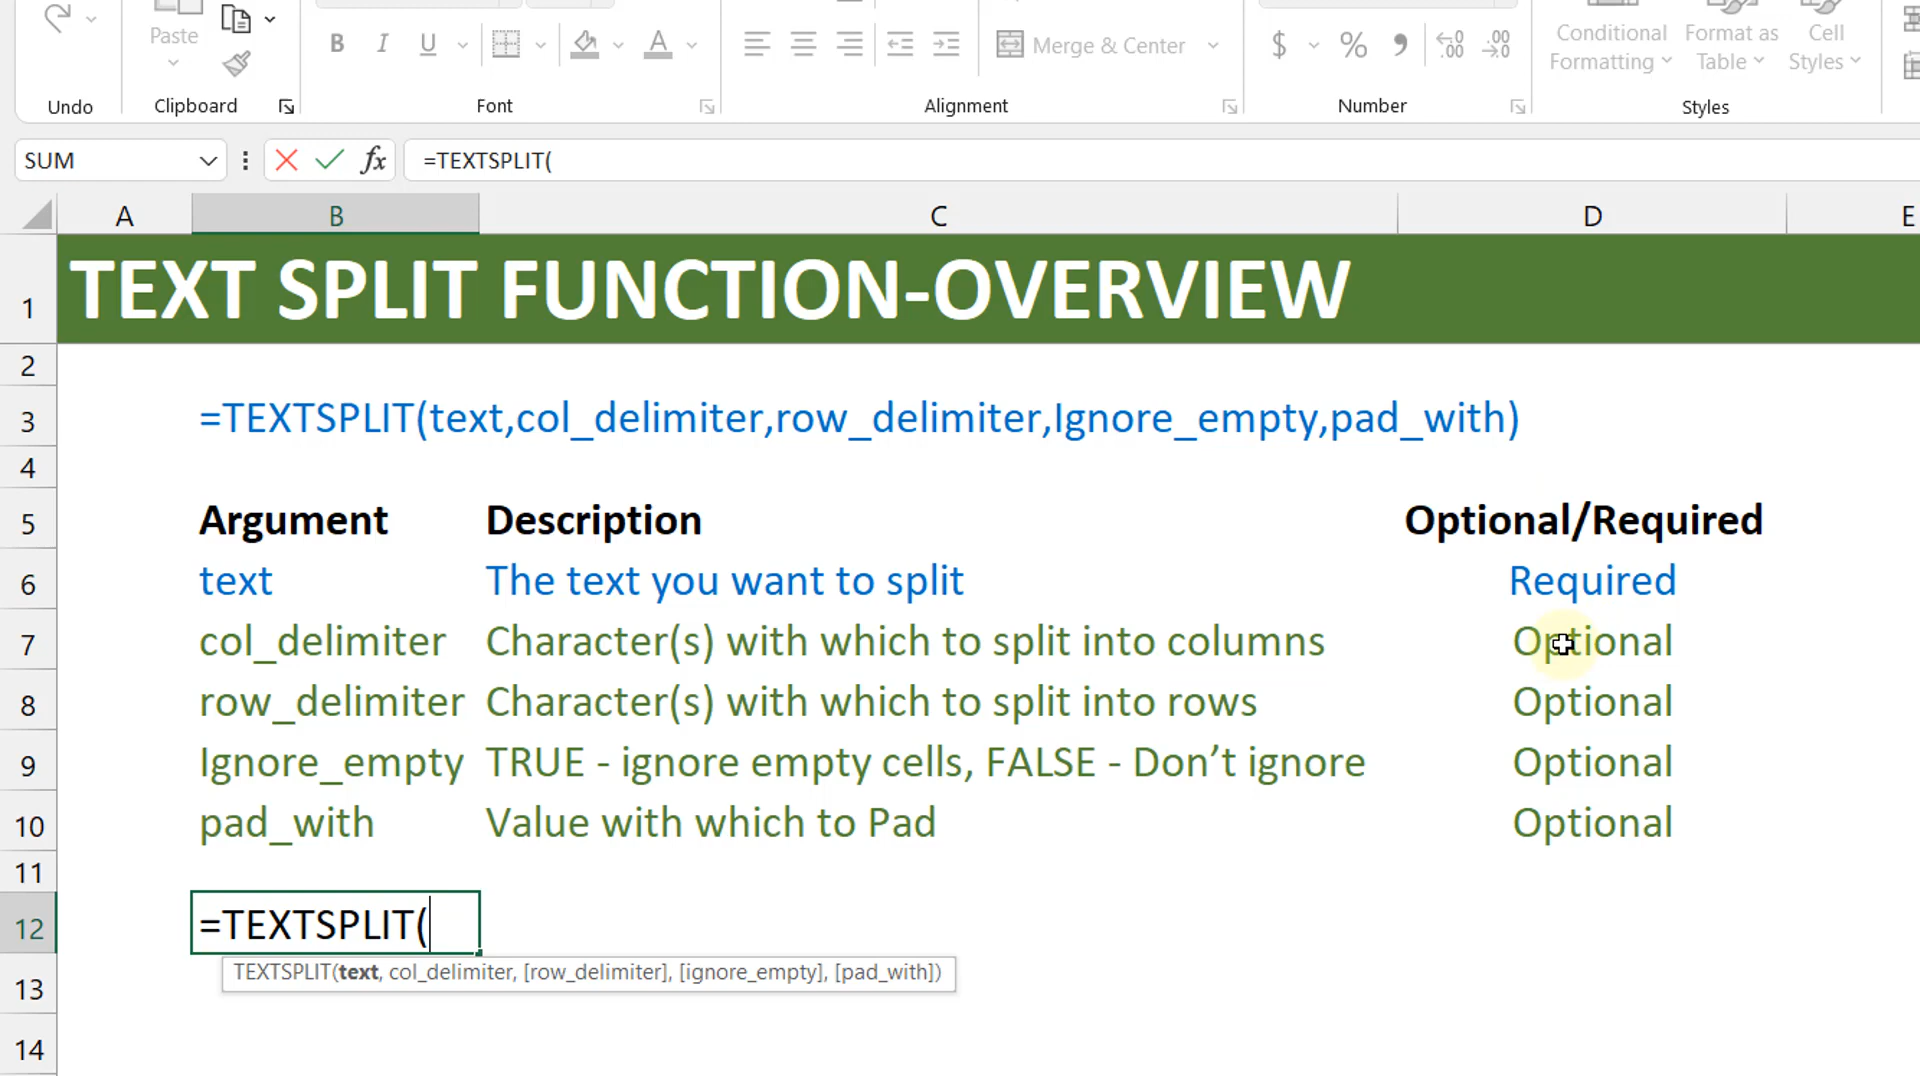 Paste
Conditional Formatting
Format as Table
Cell Styles
B I U A
Merge & Center
$ % 9 .00 .00
Undo
Clipboard
Font
Alignment
Number
Styles
SUM
fx
=TEXTSPLIT(
A B C D E
1 TEXT SPLIT FUNCTION-OVERVIEW
2
3 =TEXTSPLIT(text,col_delimiter,row_delimiter,Ignore_empty,pad_with)
4
5 Argument Description Optional/Required
6 text The text you want to split Required
7 col_delimiter Character(s) with which to split into columns Optional
8 row_delimiter Character(s) with which to split into rows Optional
9 Ignore_empty TRUE - ignore empty cells, FALSE - Don’t ignore Optional
10 pad_with Value with which to Pad Optional
11
12 =TEXTSPLIT(
TEXTSPLIT(text, col_delimiter, [row_delimiter], [ignore_empty], [pad_with])
13
14